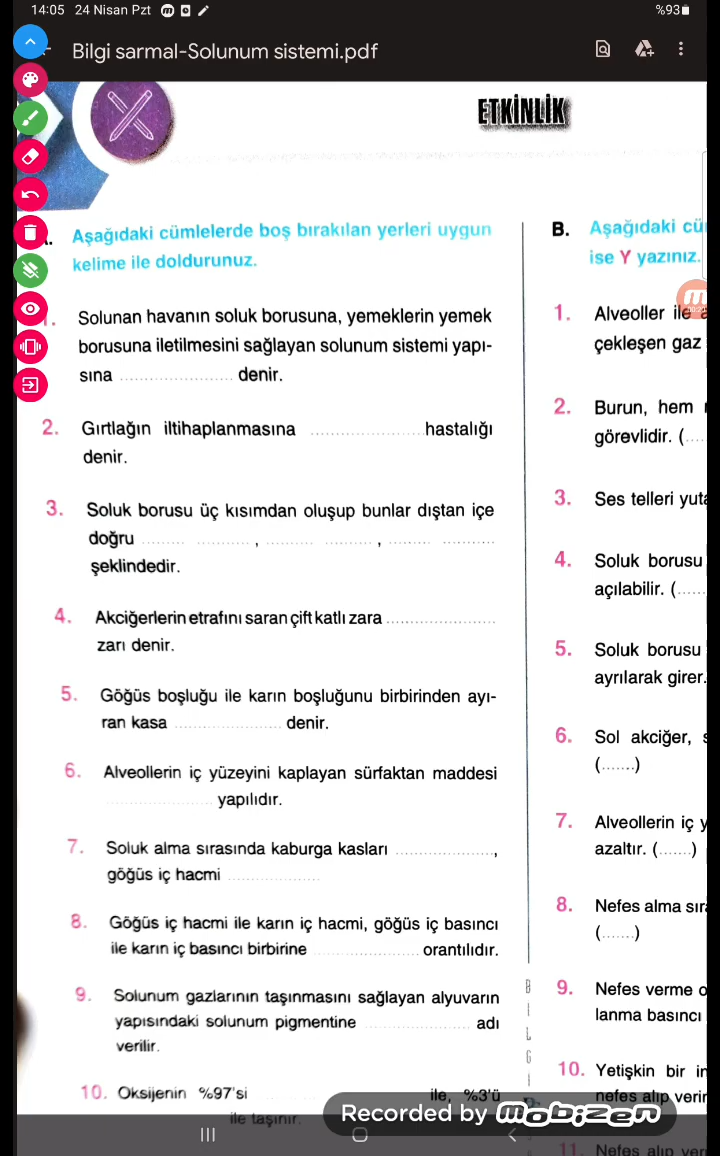 14:05 24 Nisan Pzt
%93
Bilgi sarmal-Solunum sistemi.pdf
ETKİNLİK
Aşağıdaki cümlelerde boş bırakılan yerleri uygun
kelime ile doldurunuz.
1. Solunan havanın soluk borusuna, yemeklerin yemek
borusuna iletilmesini sağlayan solunum sistemi yapı-
sına ........................ denir.
2. Gırtlağın iltihaplanmasına ........................ hastalığı
denir.
3. Soluk borusu üç kısımdan oluşup bunlar dıştan içe
doğru ........ .........., .......... .........., ......... ..........
şeklindedir.
4. Akciğerlerin etrafını saran çift katlı zara ........................
zarı denir.
5. Göğüs boşluğu ile karın boşluğunu birbirinden ayı-
ran kasa ........................ denir.
6. Alveollerin iç yüzeyini kaplayan sürfaktan maddesi
........................ yapılıdır.
7. Soluk alma sırasında kaburga kasları ......................,
göğüs iç hacmi ....................
8. Göğüs iç hacmi ile karın iç hacmi, göğüs iç basıncı
ile karın iç basıncı birbirine ........................ orantılıdır.
9. Solunum gazlarının taşınmasını sağlayan alyuvarın
yapısındaki solunum pigmentine ........................ adı
verilir.
10. Oksijenin %97'si ile, %3'ü
ile taşınır.
B. Aşağıdaki cü
ise Y yazınız.
1. Alveoller ile
çekleşen gaz
2. Burun, hem
görevlidir. (....
3. Ses telleri yuta
4. Soluk borusu
açılabilir. (......
5. Soluk borusu
ayrılarak girer.
6. Sol akciğer, s
(.......)
7. Alveollerin iç y
azaltır. (.......)
8. Nefes alma sıra
(.......)
9. Nefes verme o
lanma basıncı
10. Yetişkin bir in
nefes alıp verir
11. Nefes alıp ver
BİLGİ
Recorded by mobizen